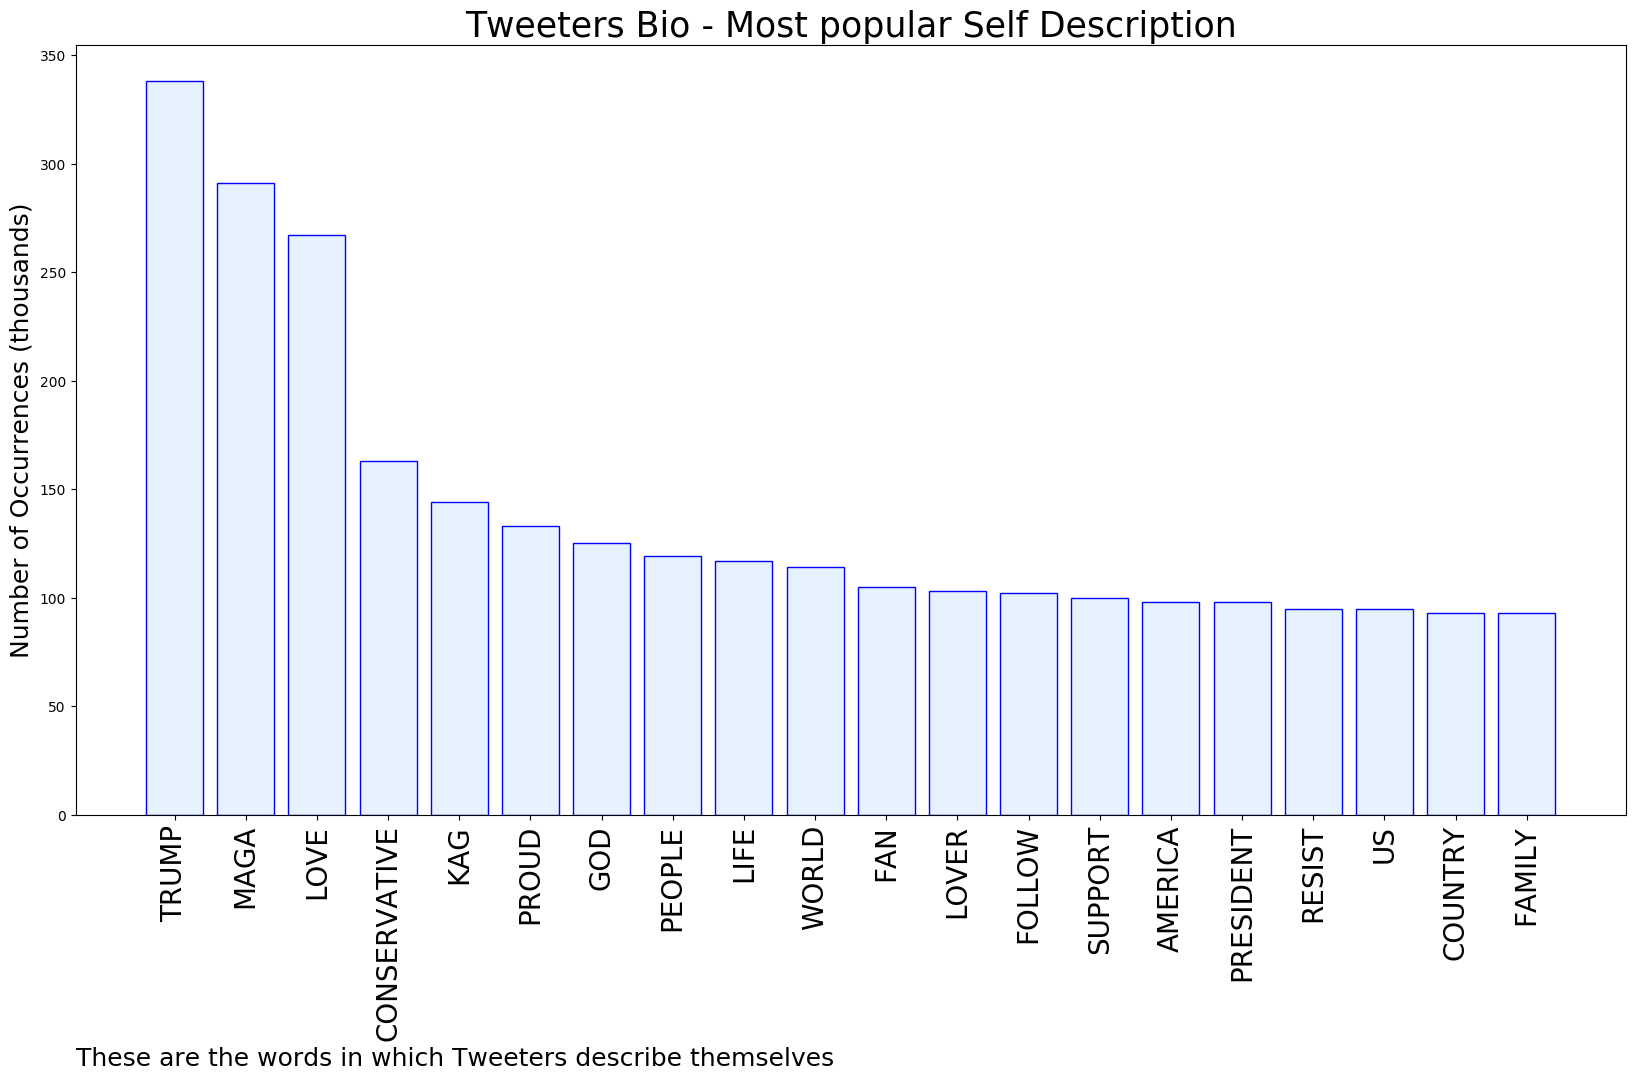 Tweeters Bio - Most popular Self Description
Number of Occurrences (thousands)
350
300
250
200
150
100
50
0
TRUMP
MAGA
LOVE
CONSERVATIVE
KAG
PROUD
GOD
PEOPLE
LIFE
WORLD
FAN
LOVER
FOLLOW
SUPPORT
AMERICA
PRESIDENT
RESIST
US
COUNTRY
FAMILY
These are the words in which Tweeters describe themselves